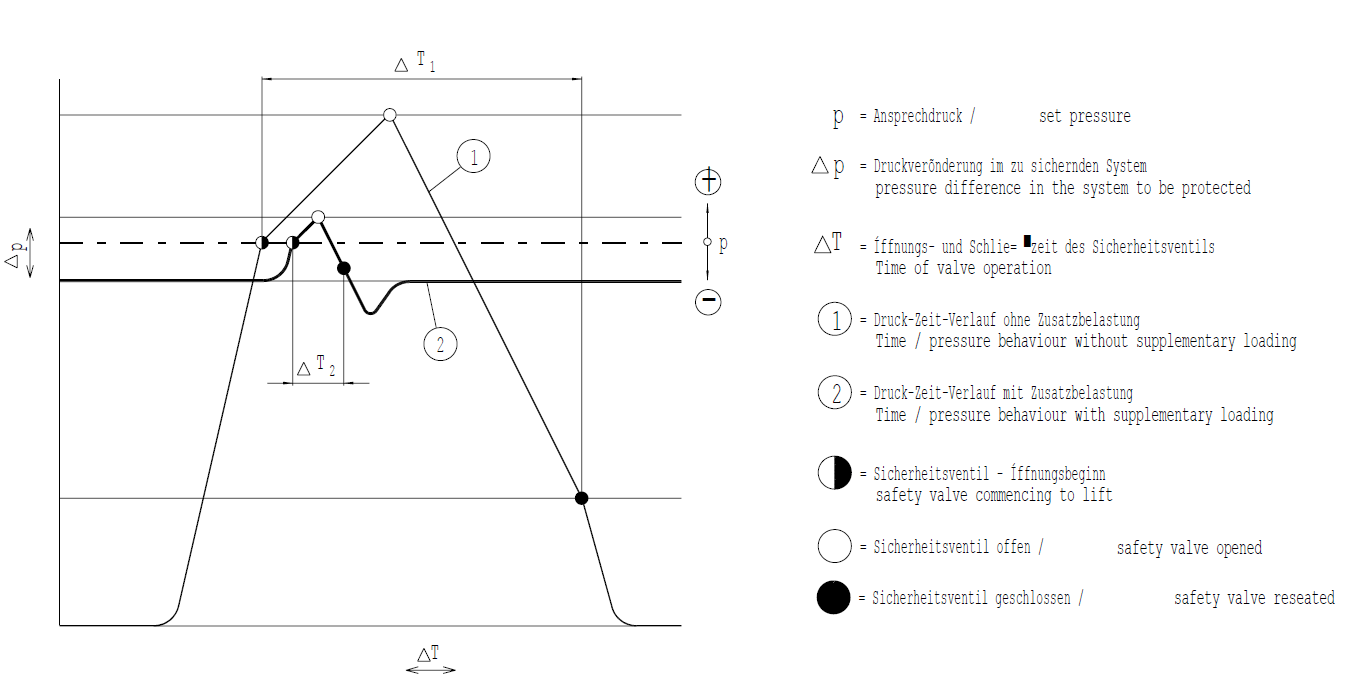 △ T 1
1
△p
p
△ T 2
2
△T
p = Ansprechdruck / set pressure
△p = Druckverõnderung im zu sichernden System
pressure difference in the system to be protected
△T = Íffnungs- und Schlie= ▮zeit des Sicherheitsventils
Time of valve operation
1 = Druck-Zeit-Verlauf ohne Zusatzbelastung
Time / pressure behaviour without supplementary loading
2 = Druck-Zeit-Verlauf mit Zusatzbelastung
Time / pressure behaviour with supplementary loading
= Sicherheitsventil - Íffnungsbeginn
safety valve commencing to lift
= Sicherheitsventil offen / safety valve opened
= Sicherheitsventil geschlossen / safety valve reseated